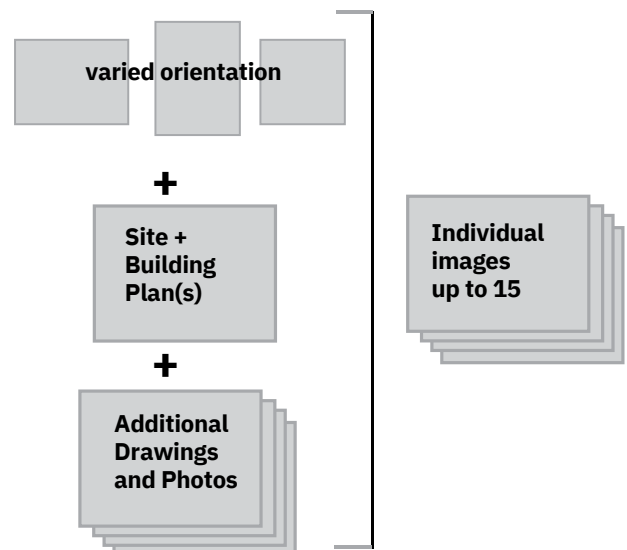 varied orientation
+
Site +
Building
Plan(s)
+
Additional
Drawings
and Photos
Individual
images
up to 15